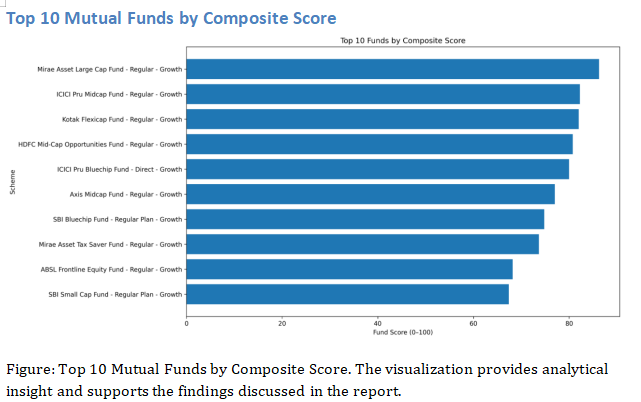 Top 10 Mutual Funds by Composite Score
Top 10 Funds by Composite Score
Scheme
Mirae Asset Large Cap Fund - Regular - Growth
ICICI Pru Midcap Fund - Regular - Growth
Kotak Flexicap Fund - Regular - Growth
HDFC Mid-Cap Opportunities Fund - Regular - Growth
ICICI Pru Bluechip Fund - Direct - Growth
Axis Midcap Fund - Regular - Growth
SBI Bluechip Fund - Regular Plan - Growth
Mirae Asset Tax Saver Fund - Regular - Growth
ABSL Frontline Equity Fund - Regular - Growth
SBI Small Cap Fund - Regular Plan - Growth
0 20 40 60 80
Fund Score (0-100)
Figure: Top 10 Mutual Funds by Composite Score. The visualization provides analytical
insight and supports the findings discussed in the report.